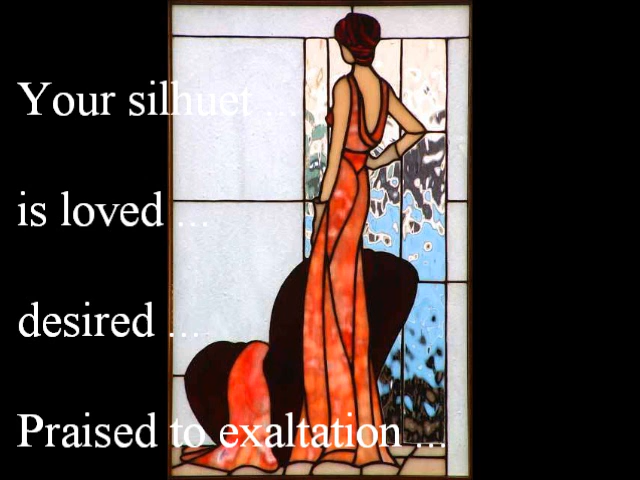 Your silhuet ...
is loved ...
desired ...
Praised to exaltation ...